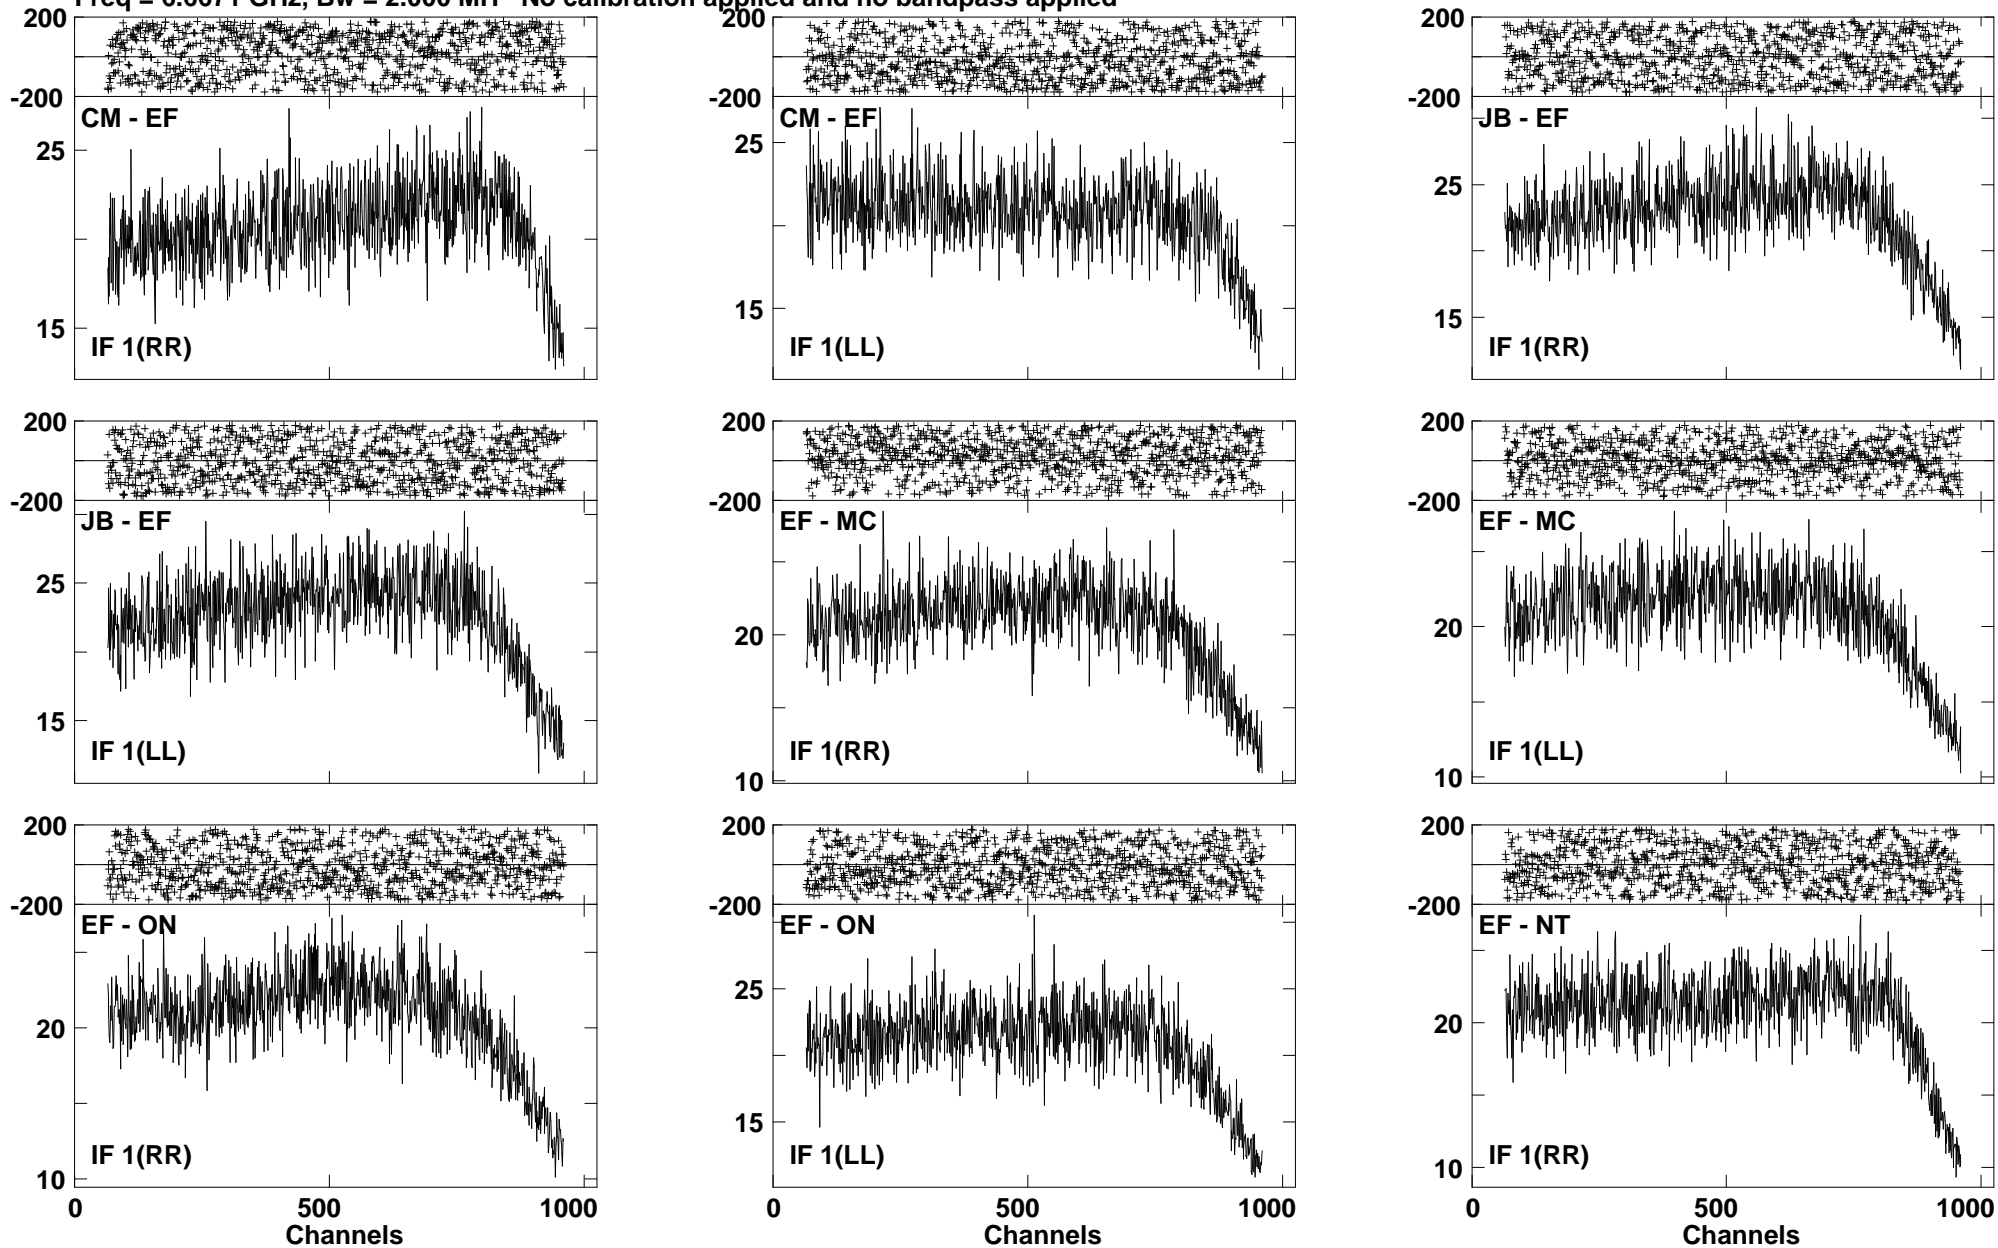 No calibration applied and no bandpass applied
200 200 200
-200 -200 -200
CM - EF CM - EF JB - EF
25 25 25
15 15 15
IF 1(RR) IF 1(LL) IF 1(RR)
200 200 200
-200 -200 -200
JB - EF EF - MC EF - MC
25 20 20
15 10 10
IF 1(LL) IF 1(RR) IF 1(LL)
200 200 200
-200 -200 -200
EF - ON EF - ON EF - NT
20 25 20
10 15 10
IF 1(RR) IF 1(LL) IF 1(RR)
0 500 1000 0 500 1000 0 500 1000
Channels Channels Channels